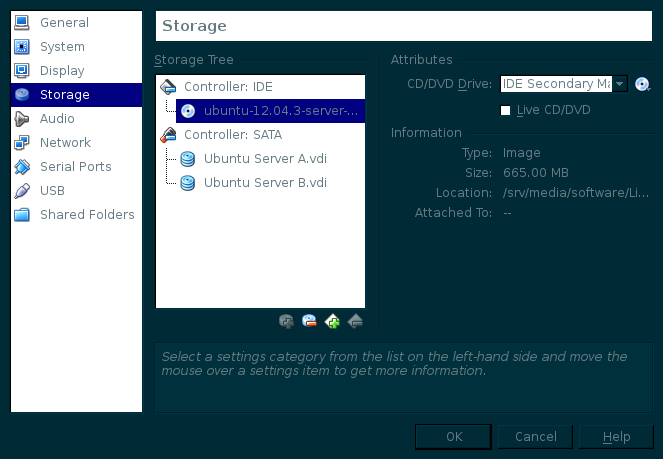 General
System
Display
Storage
Audio
Network
Serial Ports
USB
Shared Folders
Storage
Storage Tree
Controller: IDE
ubuntu-12.04.3-server-...
Controller: SATA
Ubuntu Server A.vdi
Ubuntu Server B.vdi
Attributes
CD/DVD Drive: IDE Secondary Ma
Live CD/DVD
Information
Type: Image
Size: 665.00 MB
Location: /srv/media/software/Li...
Attached To: --
Select a settings category from the list on the left-hand side and move the
mouse over a settings item to get more information.
OK
Cancel
Help